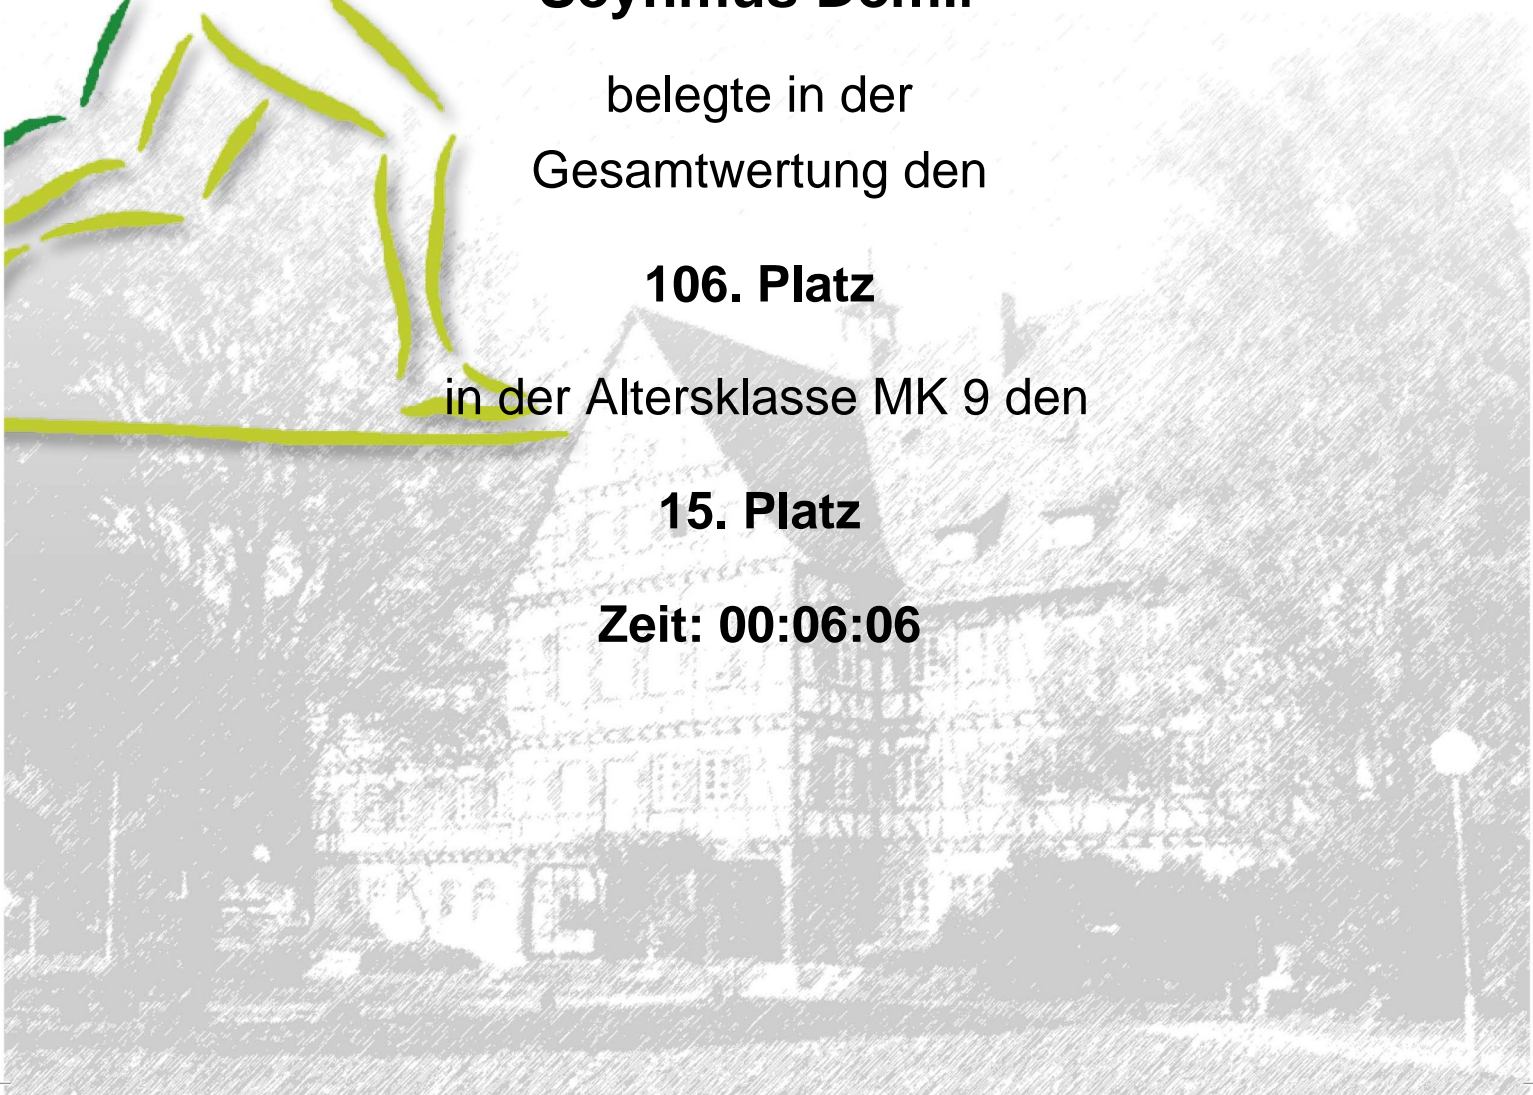 belegte in der
Gesamtwertung den
106. Platz
in der Altersklasse MK 9 den
15. Platz
Zeit: 00:06:06